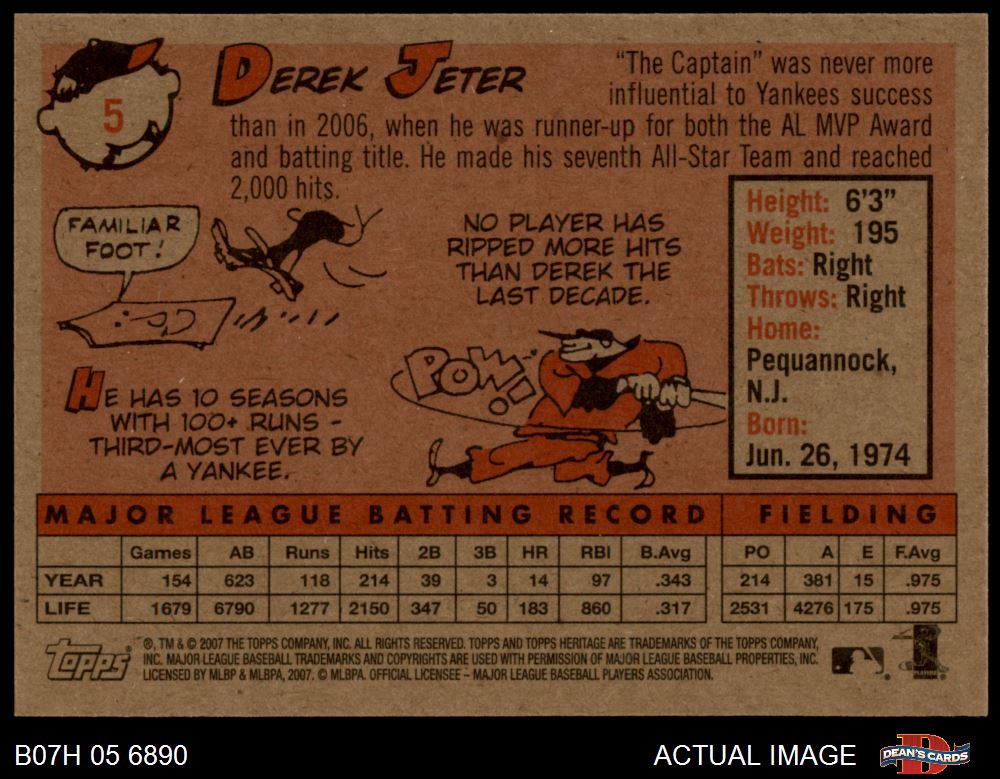 5
DEREK JETER
"The Captain" was never more
influential to Yankees success
than in 2006, when he was runner-up for both the AL MVP Award
and batting title. He made his seventh All-Star Team and reached
2,000 hits.
FAMILIAR
FOOT!
NO PLAYER HAS
RIPPED MORE HITS
THAN DEREK THE
LAST DECADE.
POW!
HE HAS 10 SEASONS
WITH 100+ RUNS -
THIRD-MOST EVER BY
A YANKEE.
Height: 6'3"
Weight: 195
Bats: Right
Throws: Right
Home:
Pequannock,
N.J.
Born:
Jun. 26, 1974
MAJOR LEAGUE BATTING RECORD FIELDING
Games AB Runs Hits 2B 3B HR RBI B.Avg PO A E F.Avg
YEAR 154 623 118 214 39 3 14 97 .343 214 381 15 .975
LIFE 1679 6790 1277 2150 347 50 183 860 .317 2531 4276 175 .975
Topps
®, TM & © 2007 THE TOPPS COMPANY, INC. ALL RIGHTS RESERVED. TOPPS AND TOPPS HERITAGE ARE TRADEMARKS OF THE TOPPS COMPANY,
INC. MAJOR LEAGUE BASEBALL TRADEMARKS AND COPYRIGHTS ARE USED WITH PERMISSION OF MAJOR LEAGUE BASEBALL PROPERTIES, INC.
LICENSED BY MLBP & MLBPA, 2007. © MLBPA. OFFICIAL LICENSEE – MAJOR LEAGUE BASEBALL PLAYERS ASSOCIATION.
B07H 05 6890
ACTUAL IMAGE
DEAN'S CARDS